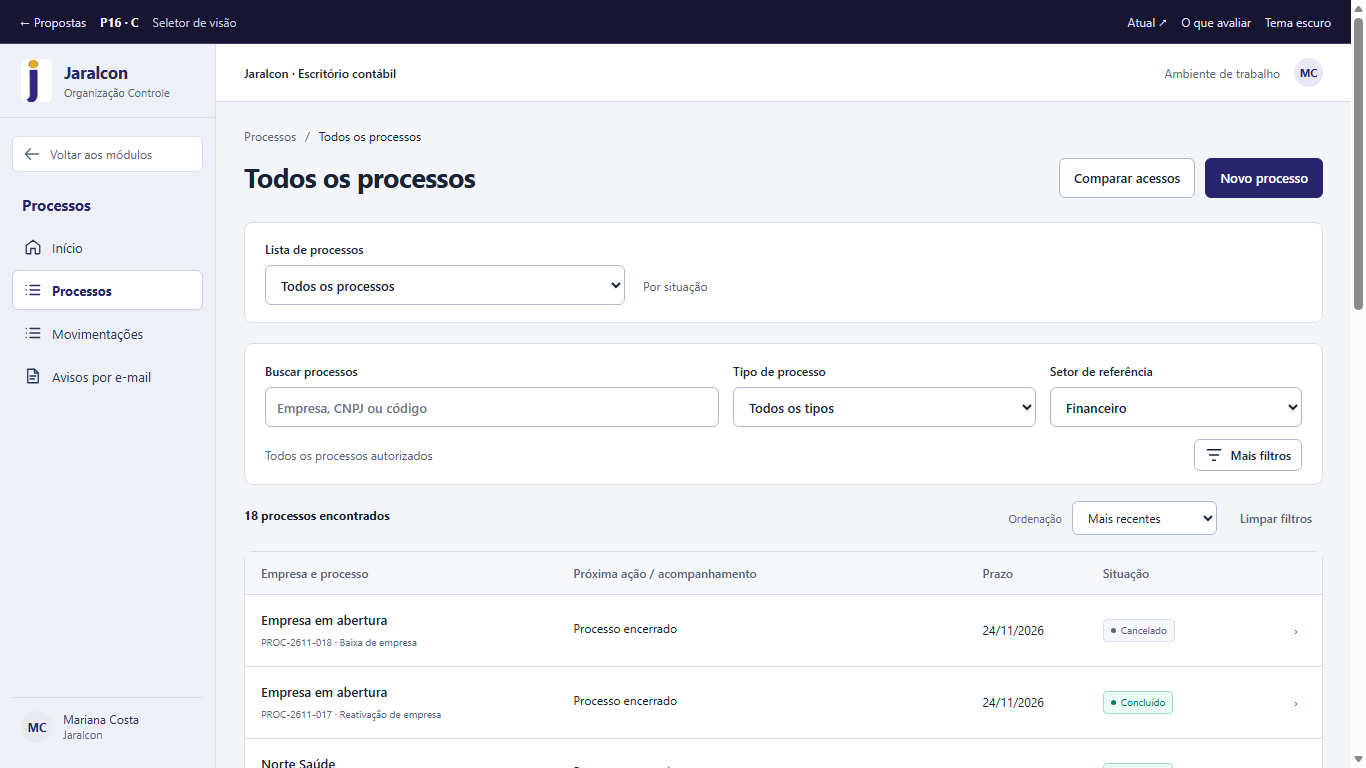 ← Propostas P16 · C Seletor de visão Atual ↗ O que avaliar Tema escuro
Jaralcon
Organização Controle
Jaralcon · Escritório contábil Ambiente de trabalho MC
Voltar aos módulos
Processos
Início
Processos
Movimentações
Avisos por e-mail
MC Mariana Costa
Jaralcon
Processos / Todos os processos
Todos os processos Comparar acessos Novo processo
Lista de processos
Todos os processos Por situação
Buscar processos Tipo de processo Setor de referência
Empresa, CNPJ ou código Todos os tipos Financeiro
Todos os processos autorizados Mais filtros
18 processos encontrados Ordenação Mais recentes Limpar filtros
Empresa e processo Próxima ação / acompanhamento Prazo Situação
Empresa em abertura
PROC-2611-018 · Baixa de empresa Processo encerrado 24/11/2026 Cancelado ›
Empresa em abertura
PROC-2611-017 · Reativação de empresa Processo encerrado 24/11/2026 Concluído ›
Norte Saúde